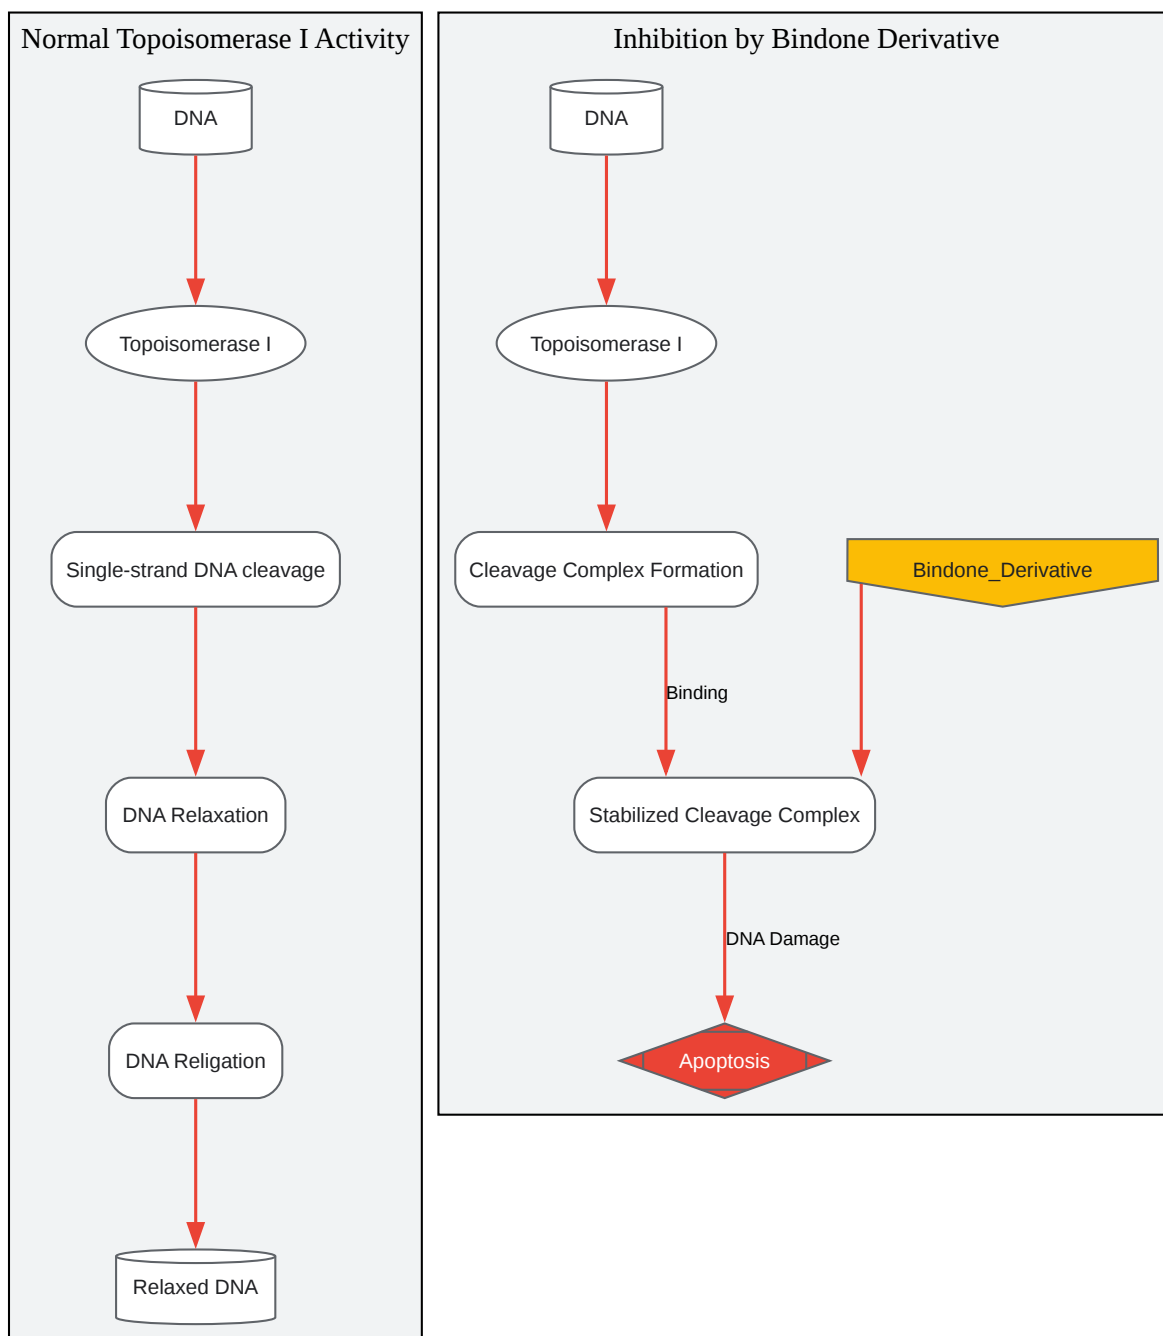 Normal Topoisomerase I Activity
DNA
Topoisomerase I
Single-strand DNA cleavage
DNA Relaxation
DNA Religation
Relaxed DNA
Inhibition by Bindone Derivative
DNA
Topoisomerase I
Cleavage Complex Formation
Bindone_Derivative
Binding
Stabilized Cleavage Complex
DNA Damage
Apoptosis